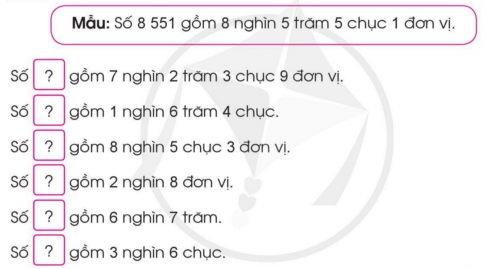 Mẫu: Số 8 551 gồm 8 nghìn 5 trăm 5 chục 1 đơn vị.
Số ? gồm 7 nghìn 2 trăm 3 chục 9 đơn vị.
Số ? gồm 1 nghìn 6 trăm 4 chục.
Số ? gồm 8 nghìn 5 chục 3 đơn vị.
Số ? gồm 2 nghìn 8 đơn vị.
Số ? gồm 6 nghìn 7 trăm.
Số ? gồm 3 nghìn 6 chục.